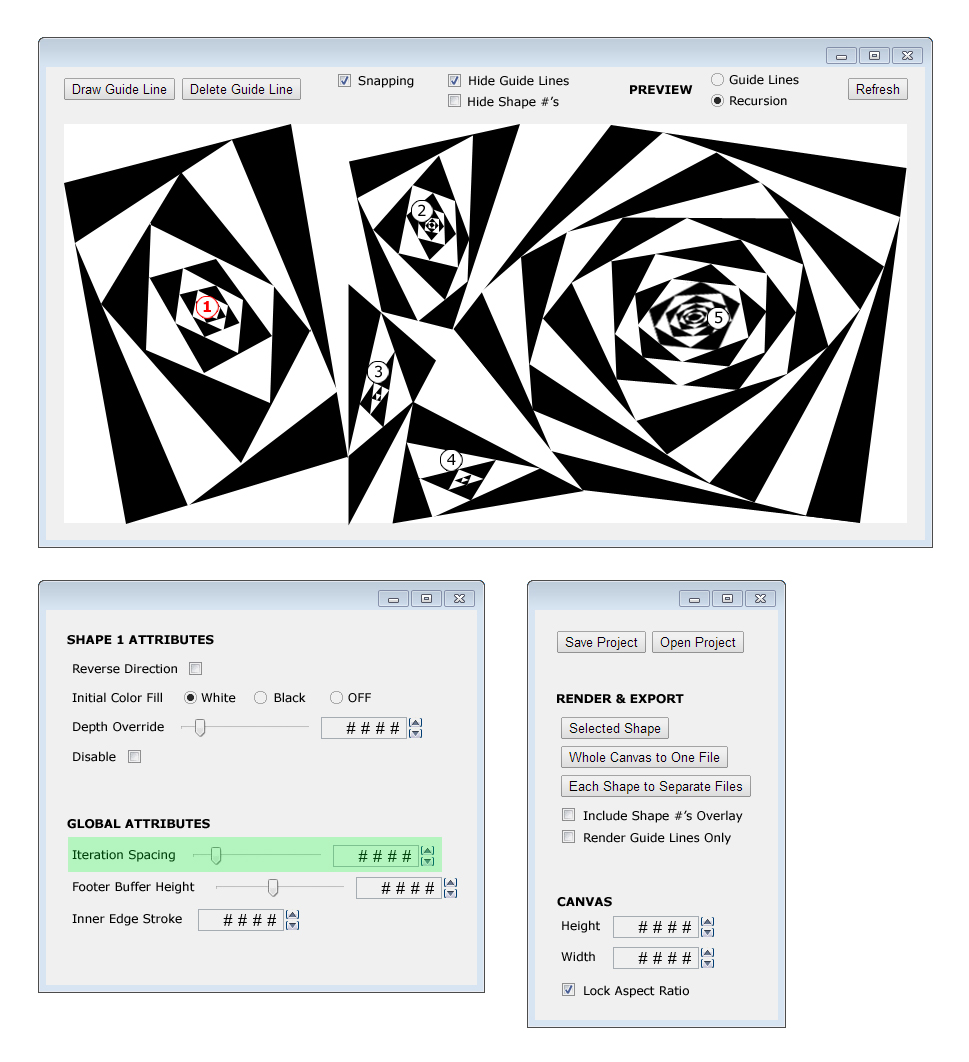 Draw Guide Line Delete Guide Line Snapping Hide Guide Lines PREVIEW Guide Lines Refresh
Hide Shape #'s Recursion
2
1
5
3
4
SHAPE 1 ATTRIBUTES
Reverse Direction
Initial Color Fill White Black OFF
Depth Override # # # #
Disable
GLOBAL ATTRIBUTES
Iteration Spacing # # # #
Footer Buffer Height # # # #
Inner Edge Stroke # # # #
Save Project Open Project
RENDER & EXPORT
Selected Shape
Whole Canvas to One File
Each Shape to Separate Files
Include Shape #'s Overlay
Render Guide Lines Only
CANVAS
Height # # # #
Width # # # #
Lock Aspect Ratio